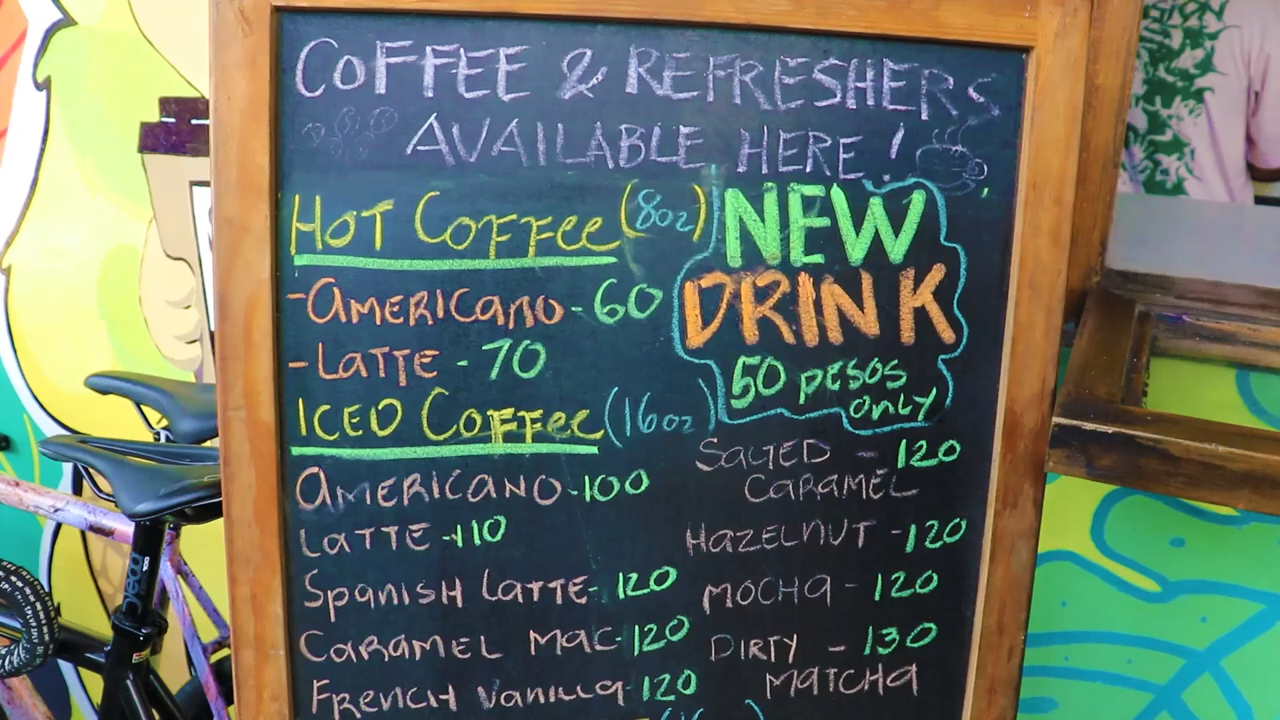 COFFEE & REFRESHERS
AVAILABLE HERE!
HOT COFFEE (8oz)
-AMERICANO-60
-LATTE -70
NEW
DRINK
50 pesos
only
ICED COFFEE (16oz)
AMERICANO-100
LATTE-110
SPANISH LATTE-120
CARAMEL MAC-120
FRENCH VANILLA-120
SALTED - 120
CARAMEL
HAZELNUT -120
MOCHA - 120
DIRTY - 130
MATCHA